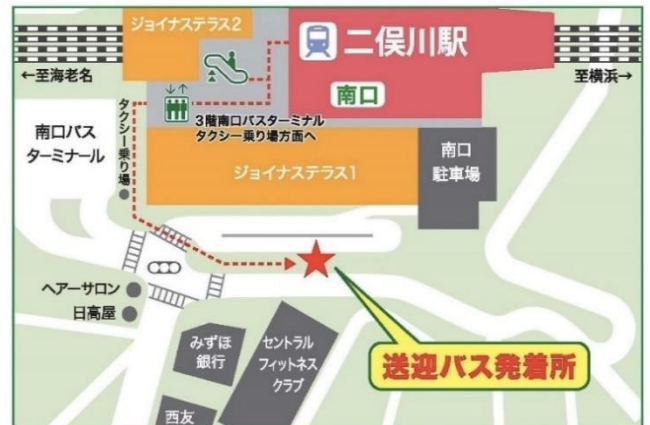 ジョイナステラス2
二俣川駅
←至海老名
至横浜→
南口
3階南口バスターミナル
タクシー乗り場方面へ
南口バス
ターミナール
タクシー乗り場
ジョイナステラス1
南口
駐車場
ヘアーサロン
日高屋
みずほ
銀行
セントラル
フィットネス
クラブ
送迎バス発着所
西友